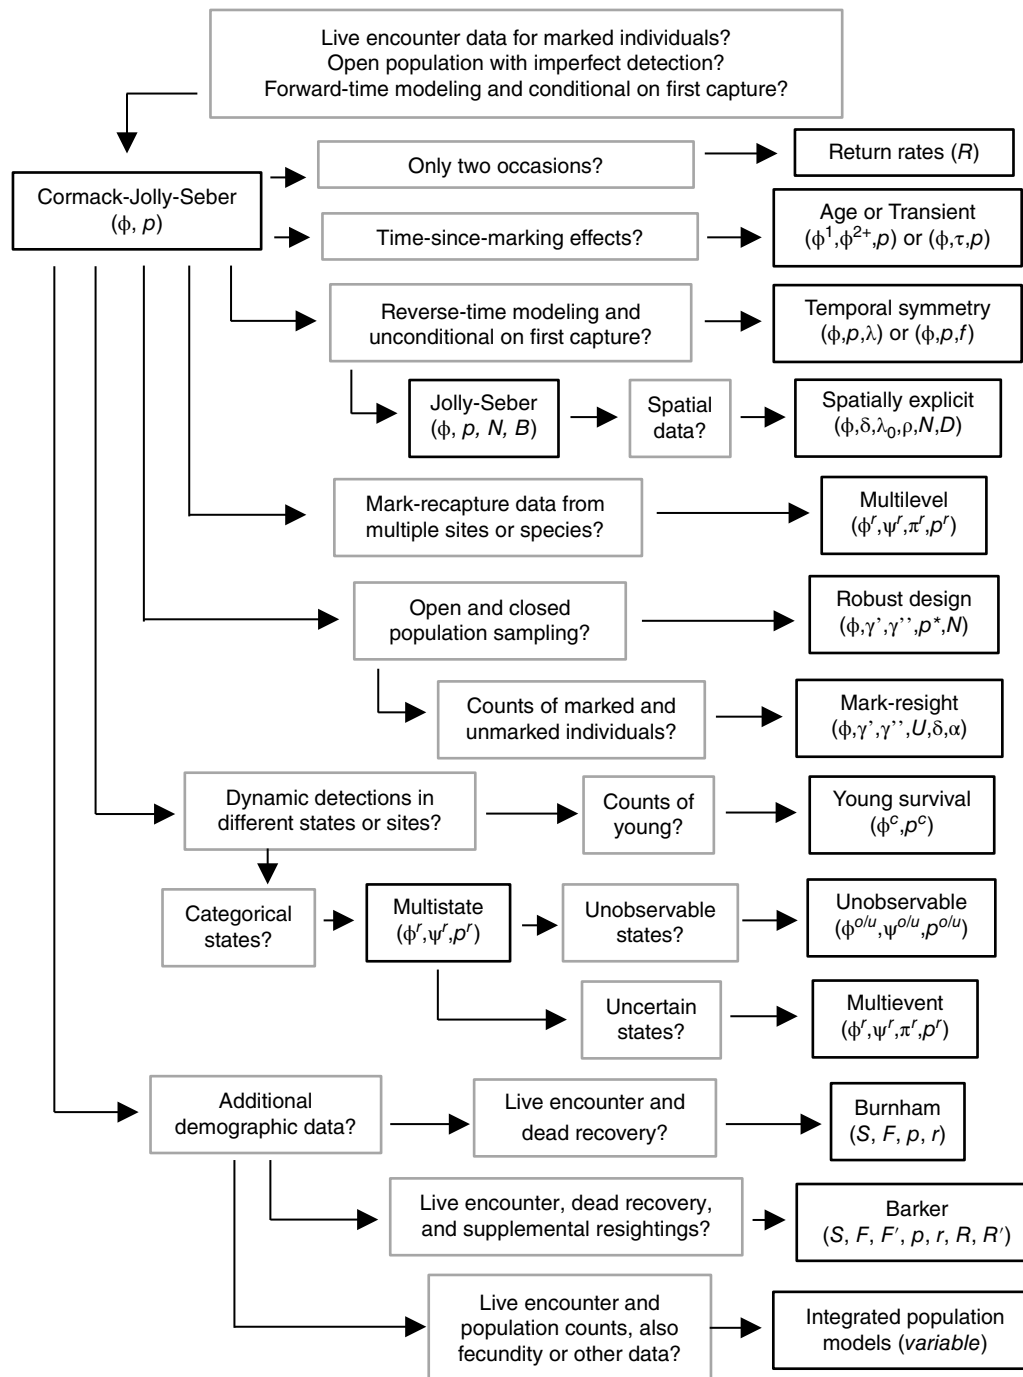 Live encounter data for marked individuals?
Open population with imperfect detection?
Forward-time modeling and conditional on first capture?
Only two occasions?
Return rates (R)
Cormack-Jolly-Seber
(ϕ, p)
Time-since-marking effects?
Age or Transient
(ϕ¹,ϕ²⁺,p) or (ϕ,τ,p)
Reverse-time modeling and
unconditional on first capture?
Temporal symmetry
(ϕ,p,λ) or (ϕ,p,f)
Jolly-Seber
(ϕ, p, N, B)
Spatial
data?
Spatially explicit
(ϕ,δ,λ₀,ρ,N,D)
Mark-recapture data from
multiple sites or species?
Multilevel
(ϕʳ,ψʳ,πʳ,pʳ)
Open and closed
population sampling?
Robust design
(ϕ,γ’,γ’’,p*,N)
Counts of marked and
unmarked individuals?
Mark-resight
(ϕ,γ’,γ’’,U,δ,α)
Dynamic detections in
different states or sites?
Counts of
young?
Young survival
(ϕᶜ,pᶜ)
Categorical
states?
Multistate
(ϕʳ,ψʳ,pʳ)
Unobservable
states?
Unobservable
(ϕᵒ/ᵘ,ψᵒ/ᵘ,pᵒ/ᵘ)
Uncertain
states?
Multievent
(ϕʳ,ψʳ,πʳ,pʳ)
Additional
demographic data?
Live encounter and
dead recovery?
Burnham
(S, F, p, r)
Live encounter, dead recovery,
and supplemental resightings?
Barker
(S, F, F′, p, r, R, R′)
Live encounter and
population counts, also
fecundity or other data?
Integrated population
models (variable)